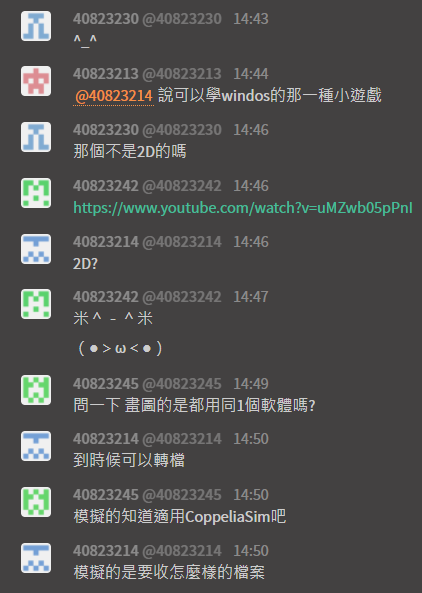 40823230 @40823230 14:43
^_^
40823213 @40823213 14:44
@40823214 說可以學windos的那一種小遊戲
40823230 @40823230 14:46
那個不是2D的嗎
40823242 @40823242 14:46
https://www.youtube.com/watch?v=uMZwb05pPnI
40823214 @40823214 14:46
2D?
40823242 @40823242 14:47
米^ - ^米
（●>ω<●）
40823245 @40823245 14:49
問一下 畫圖的是都用同1個軟體嗎?
40823214 @40823214 14:50
到時候可以轉檔
40823245 @40823245 14:50
模擬的知道適用CoppeliaSim吧
40823214 @40823214 14:50
模擬的是要收怎麼樣的檔案